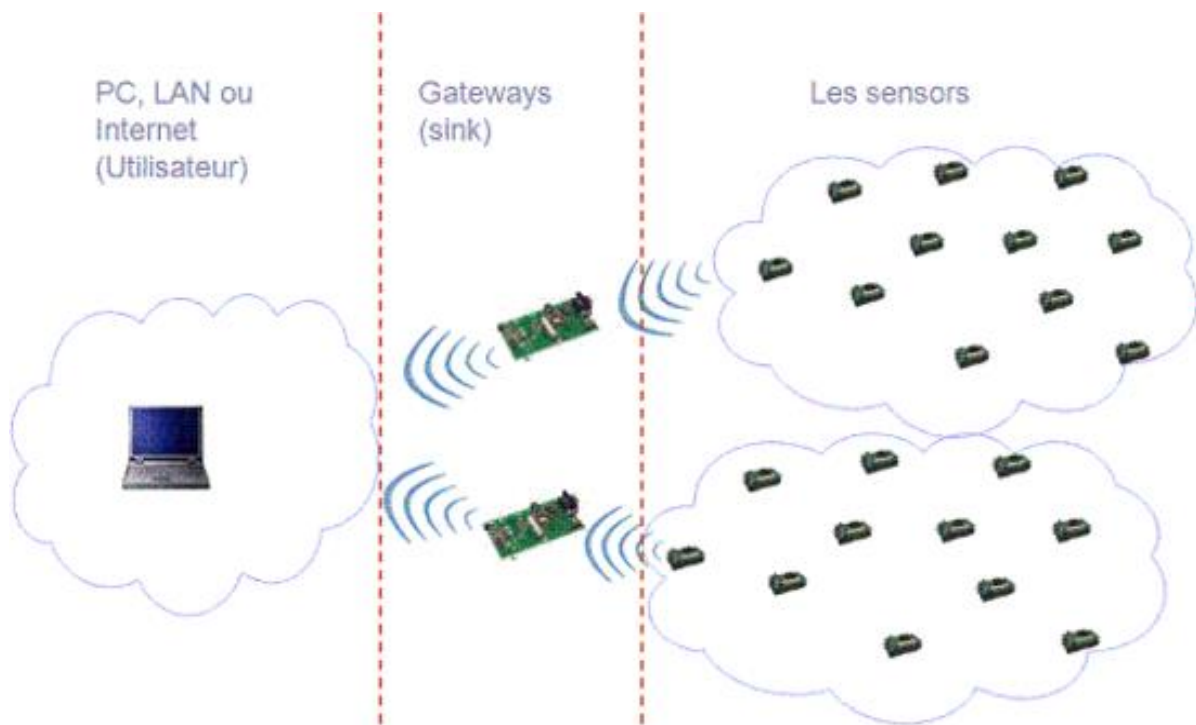 PC, LAN ou
Internet
(Utilisateur)
Gateways
(sink)
Les sensors